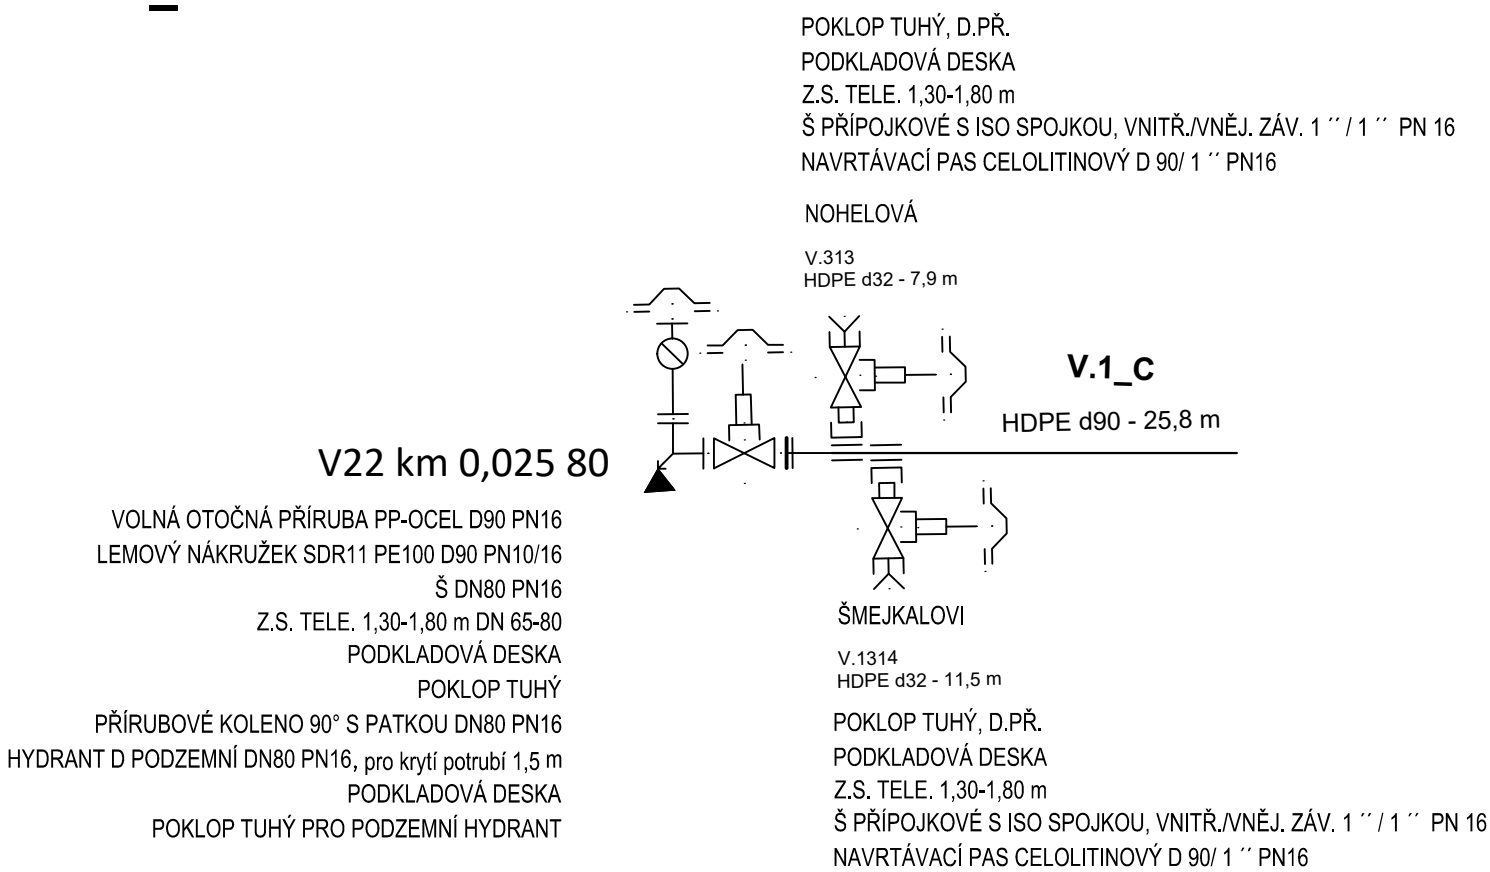 POKLOP TUHÝ, D.PŘ.
PODKLADOVÁ DESKA
Z.S. TELE. 1,30-1,80 m
Š PŘÍPOJKOVÉ S ISO SPOJKOU, VNITŘ./VNĚJ. ZÁV. 1 ´´ / 1 ´´ PN 16
NAVRTÁVACÍ PAS CELOLITINOVÝ D 90/ 1 ´´ PN16
NOHELOVÁ
V.313
HDPE d32 - 7,9 m
V.1_C
HDPE d90 - 25,8 m
V22 km 0,025 80
VOLNÁ OTOČNÁ PŘÍRUBA PP-OCEL D90 PN16
LEMOVÝ NÁKRUŽEK SDR11 PE100 D90 PN10/16
Š DN80 PN16
Z.S. TELE. 1,30-1,80 m DN 65-80
PODKLADOVÁ DESKA
POKLOP TUHÝ
PŘÍRUBOVÉ KOLENO 90° S PATKOU DN80 PN16
HYDRANT D PODZEMNÍ DN80 PN16, pro krytí potrubí 1,5 m
PODKLADOVÁ DESKA
POKLOP TUHÝ PRO PODZEMNÍ HYDRANT
ŠMEJKALOVI
V.1314
HDPE d32 - 11,5 m
POKLOP TUHÝ, D.PŘ.
PODKLADOVÁ DESKA
Z.S. TELE. 1,30-1,80 m
Š PŘÍPOJKOVÉ S ISO SPOJKOU, VNITŘ./VNĚJ. ZÁV. 1 ´´ / 1 ´´ PN 16
NAVRTÁVACÍ PAS CELOLITINOVÝ D 90/ 1 ´´ PN16